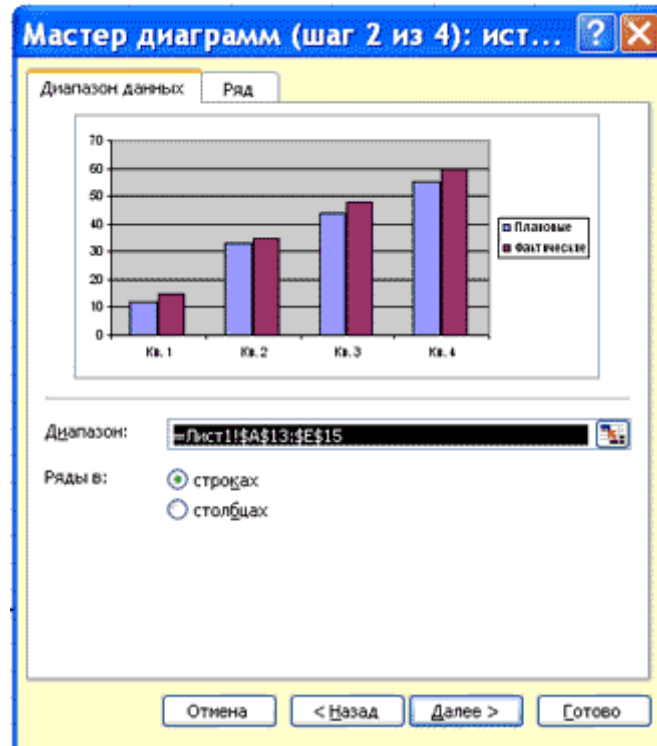 Мастер диаграмм (шаг 2 из 4): ист...
Диапазон данных
Ряд
70
60
50
40
30
20
10
0
Кв. 1
Кв. 2
Кв. 3
Кв. 4
Плановые
Фактические
Диапазон:
=Лист1!$A$13:$E$15
Ряды в:
строках
столбцах
Отмена
< Назад
Далее >
Готово